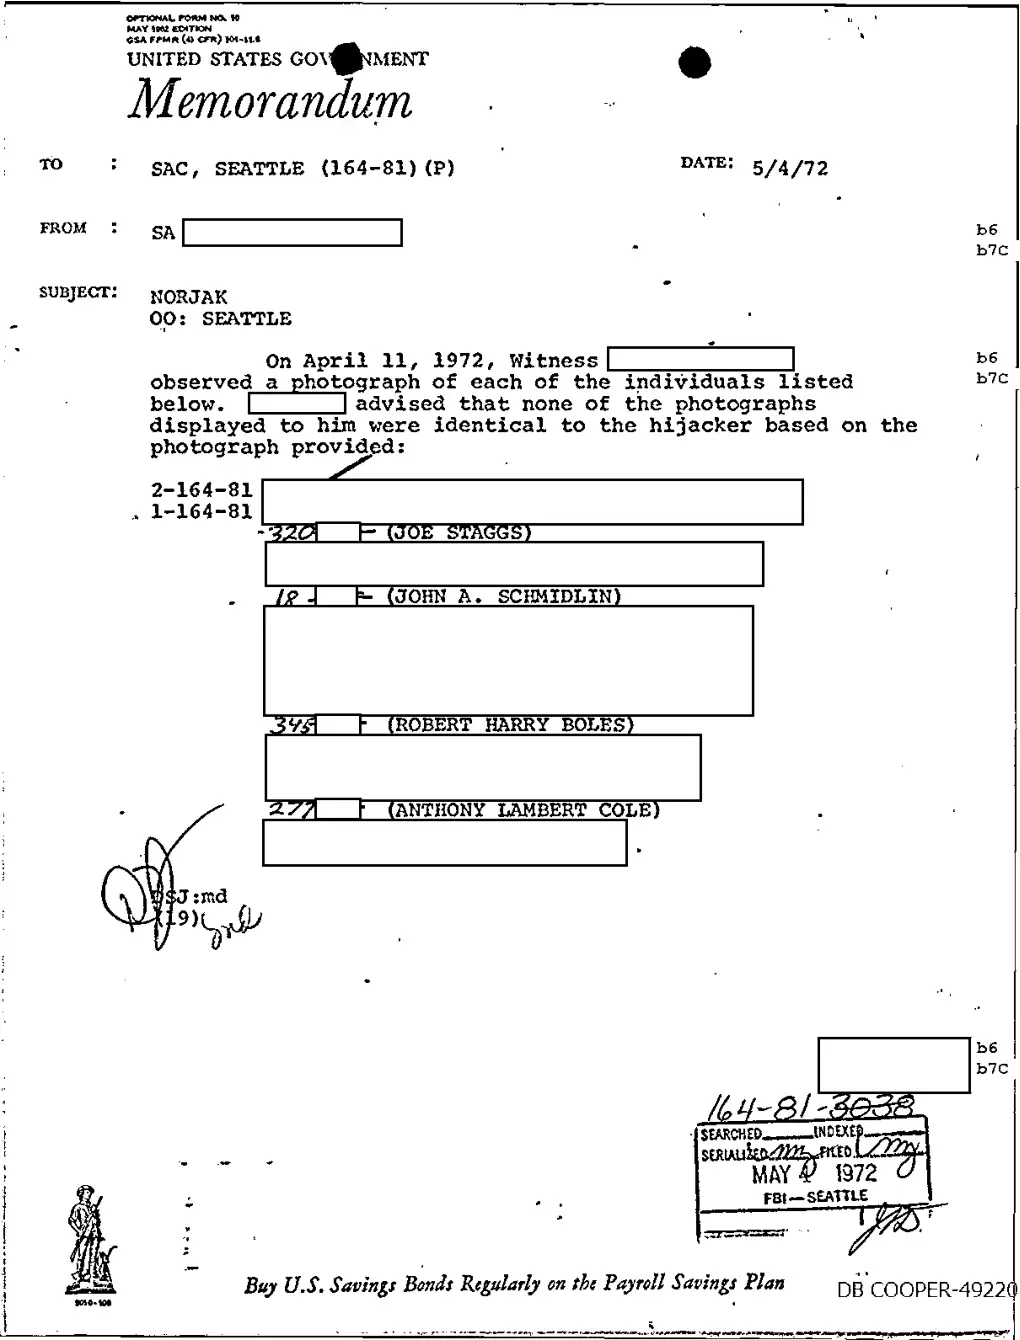 OPTIONAL FORM NO. 10
MAY 1962 EDITION
GSA FPMR (41 CFR) 101-11.6
UNITED STATES GOV NMENT
Memorandum
TO : SAC, SEATTLE (164-81)(P) DATE: 5/4/72
FROM : SA
b6
b7C
SUBJECT: NORJAK
OO: SEATTLE
On April 11, 1972, Witness b6
observed a photograph of each of the individuals listed b7C
below. advised that none of the photographs
displayed to him were identical to the hijacker based on the
photograph provided:
2-164-81
1-164-81
-320 - (JOE STAGGS)
18 - - (JOHN A. SCHMIDLIN)
345 - (ROBERT HARRY BOLES)
277 - (ANTHONY LAMBERT COLE)
DSJ:md
(19)
b6
b7C
164-81-3038
SEARCHED INDEXED
SERIALIZED FILED
MAY 4 1972
FBI-SEATTLE
5010-108
Buy U.S. Savings Bonds Regularly on the Payroll Savings Plan
DB COOPER-49220